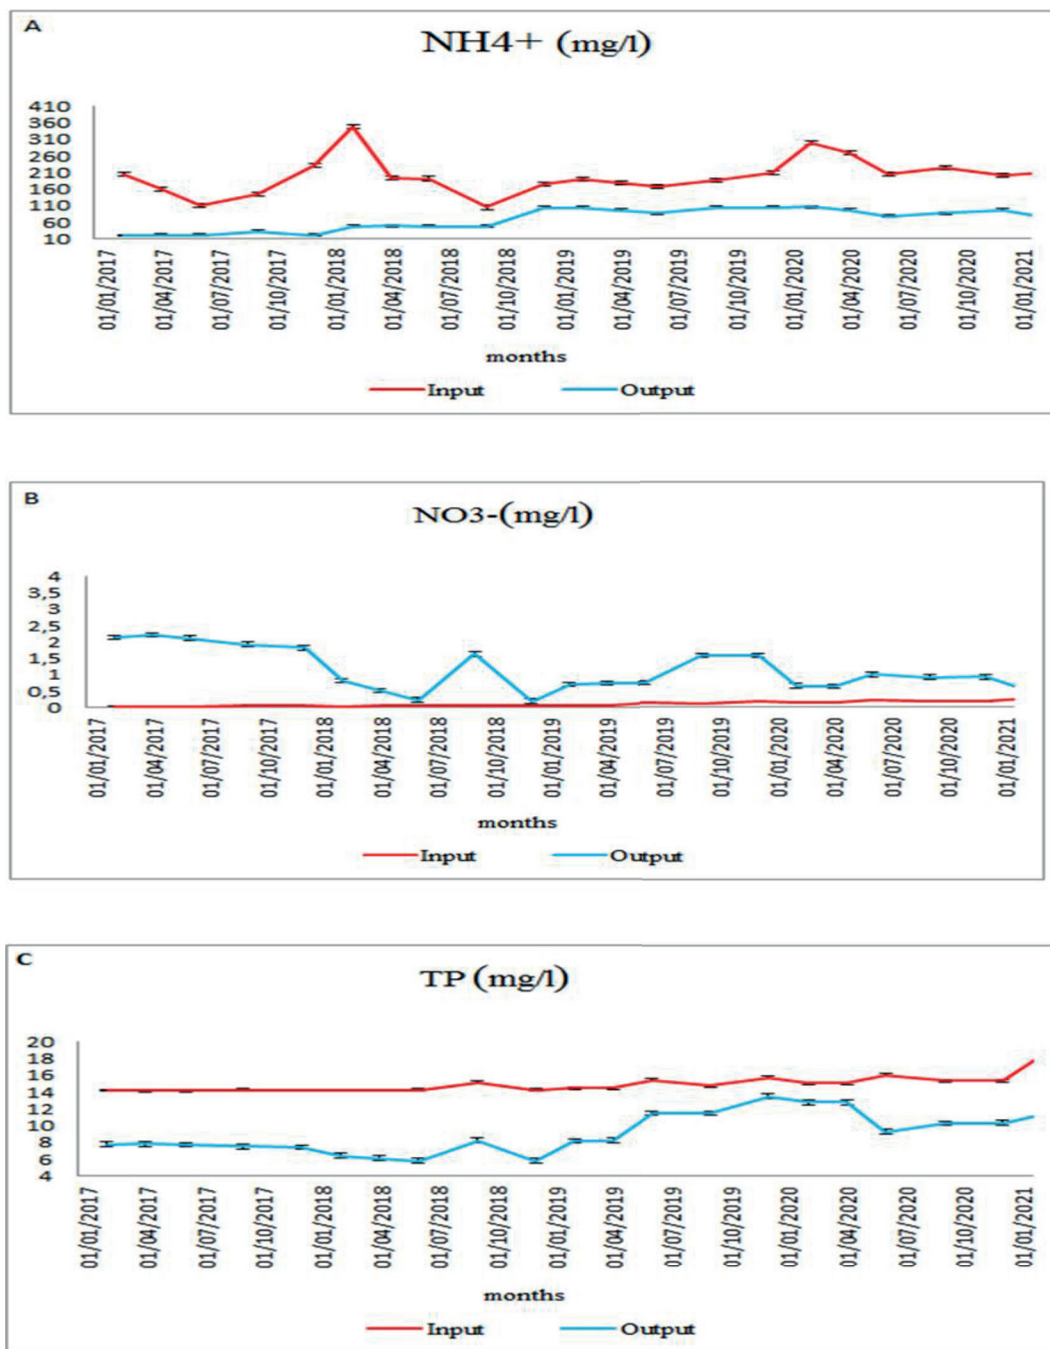 A
NH4+ (mg/l)
410
360
310
260
210
160
110
60
10
01/01/2017 01/04/2017 01/07/2017 01/10/2017 01/01/2018 01/04/2018 01/07/2018 01/10/2018 01/01/2019 01/04/2019 01/07/2019 01/10/2019 01/01/2020 01/04/2020 01/07/2020 01/10/2020 01/01/2021
months
Input Output
B
NO3-(mg/l)
4
3,5
3
2,5
2
1,5
1
0,5
0
01/01/2017 01/04/2017 01/07/2017 01/10/2017 01/01/2018 01/04/2018 01/07/2018 01/10/2018 01/01/2019 01/04/2019 01/07/2019 01/10/2019 01/01/2020 01/04/2020 01/07/2020 01/10/2020 01/01/2021
months
Input Output
C
TP (mg/l)
20
18
16
14
12
10
8
6
4
01/01/2017 01/04/2017 01/07/2017 01/10/2017 01/01/2018 01/04/2018 01/07/2018 01/10/2018 01/01/2019 01/04/2019 01/07/2019 01/10/2019 01/01/2020 01/04/2020 01/07/2020 01/10/2020 01/01/2021
months
Input Output